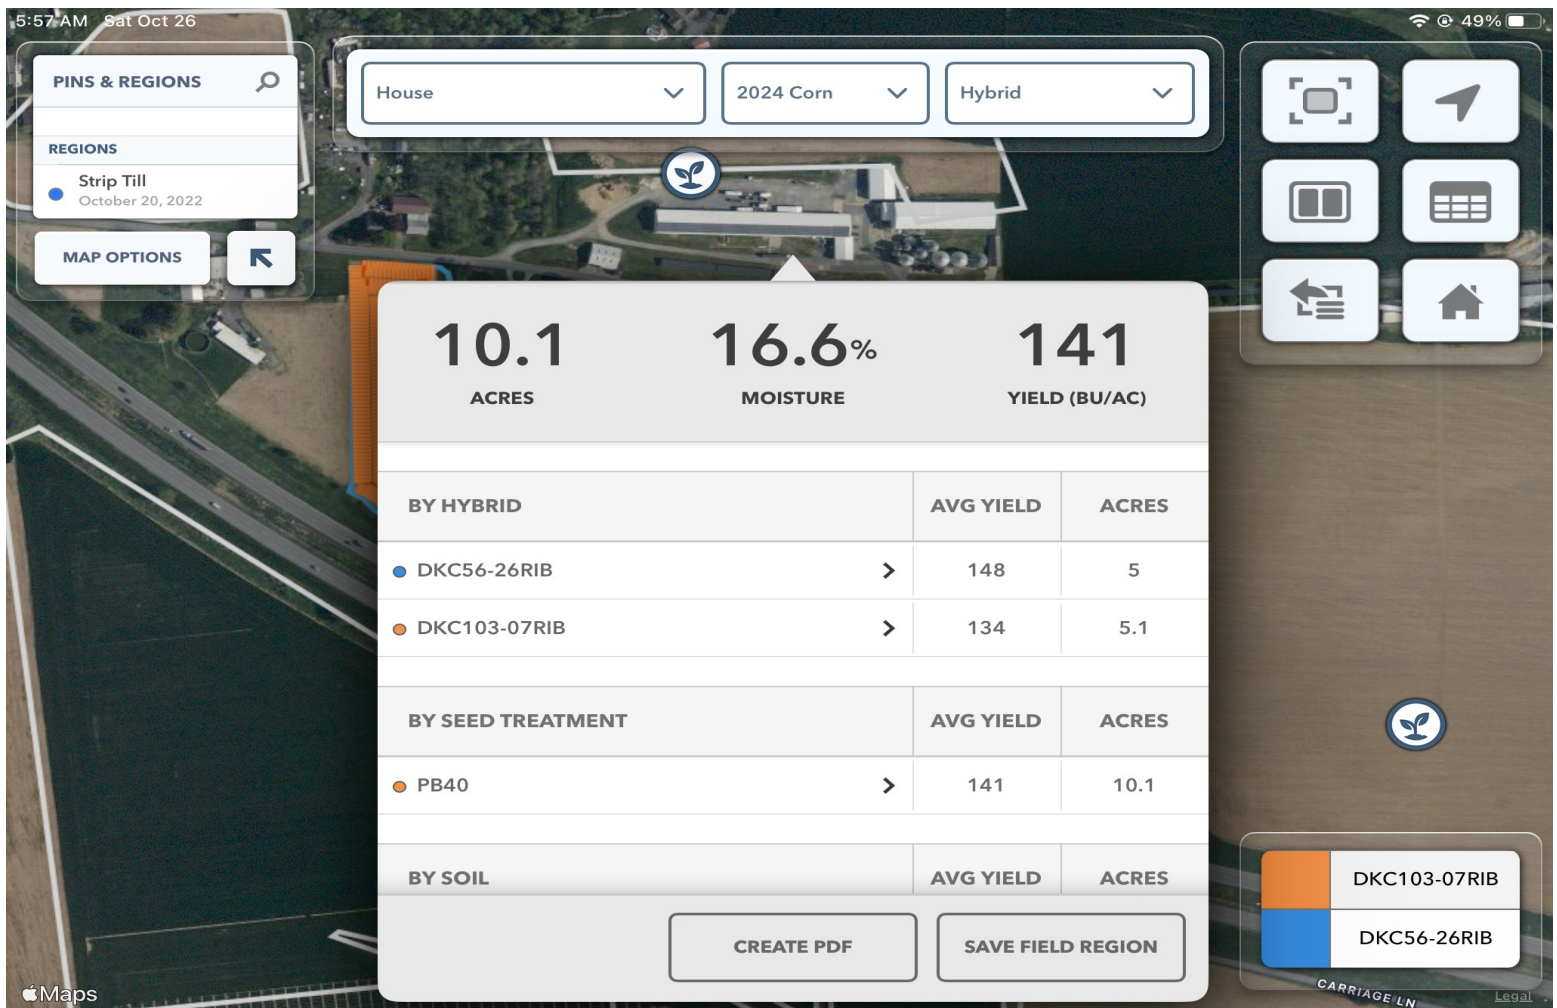 5:57 AM Sat Oct 26
49%
PINS & REGIONS
REGIONS
Strip Till
October 20, 2022
MAP OPTIONS
House
2024 Corn
Hybrid
10.1
16.6%
141
ACRES
MOISTURE
YIELD (BU/AC)
BY HYBRID AVG YIELD ACRES
DKC56-26RIB 148 5
DKC103-07RIB 134 5.1
BY SEED TREATMENT AVG YIELD ACRES
PB40 141 10.1
BY SOIL AVG YIELD ACRES
CREATE PDF
SAVE FIELD REGION
DKC103-07RIB
DKC56-26RIB
CARRIAGE LN
Maps
Legal